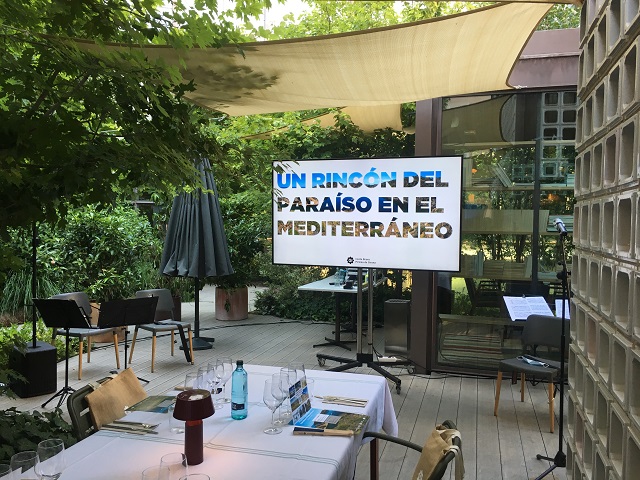 UN RINCÓN DEL
PARAÍSO EN EL
MEDITERRÁNEO